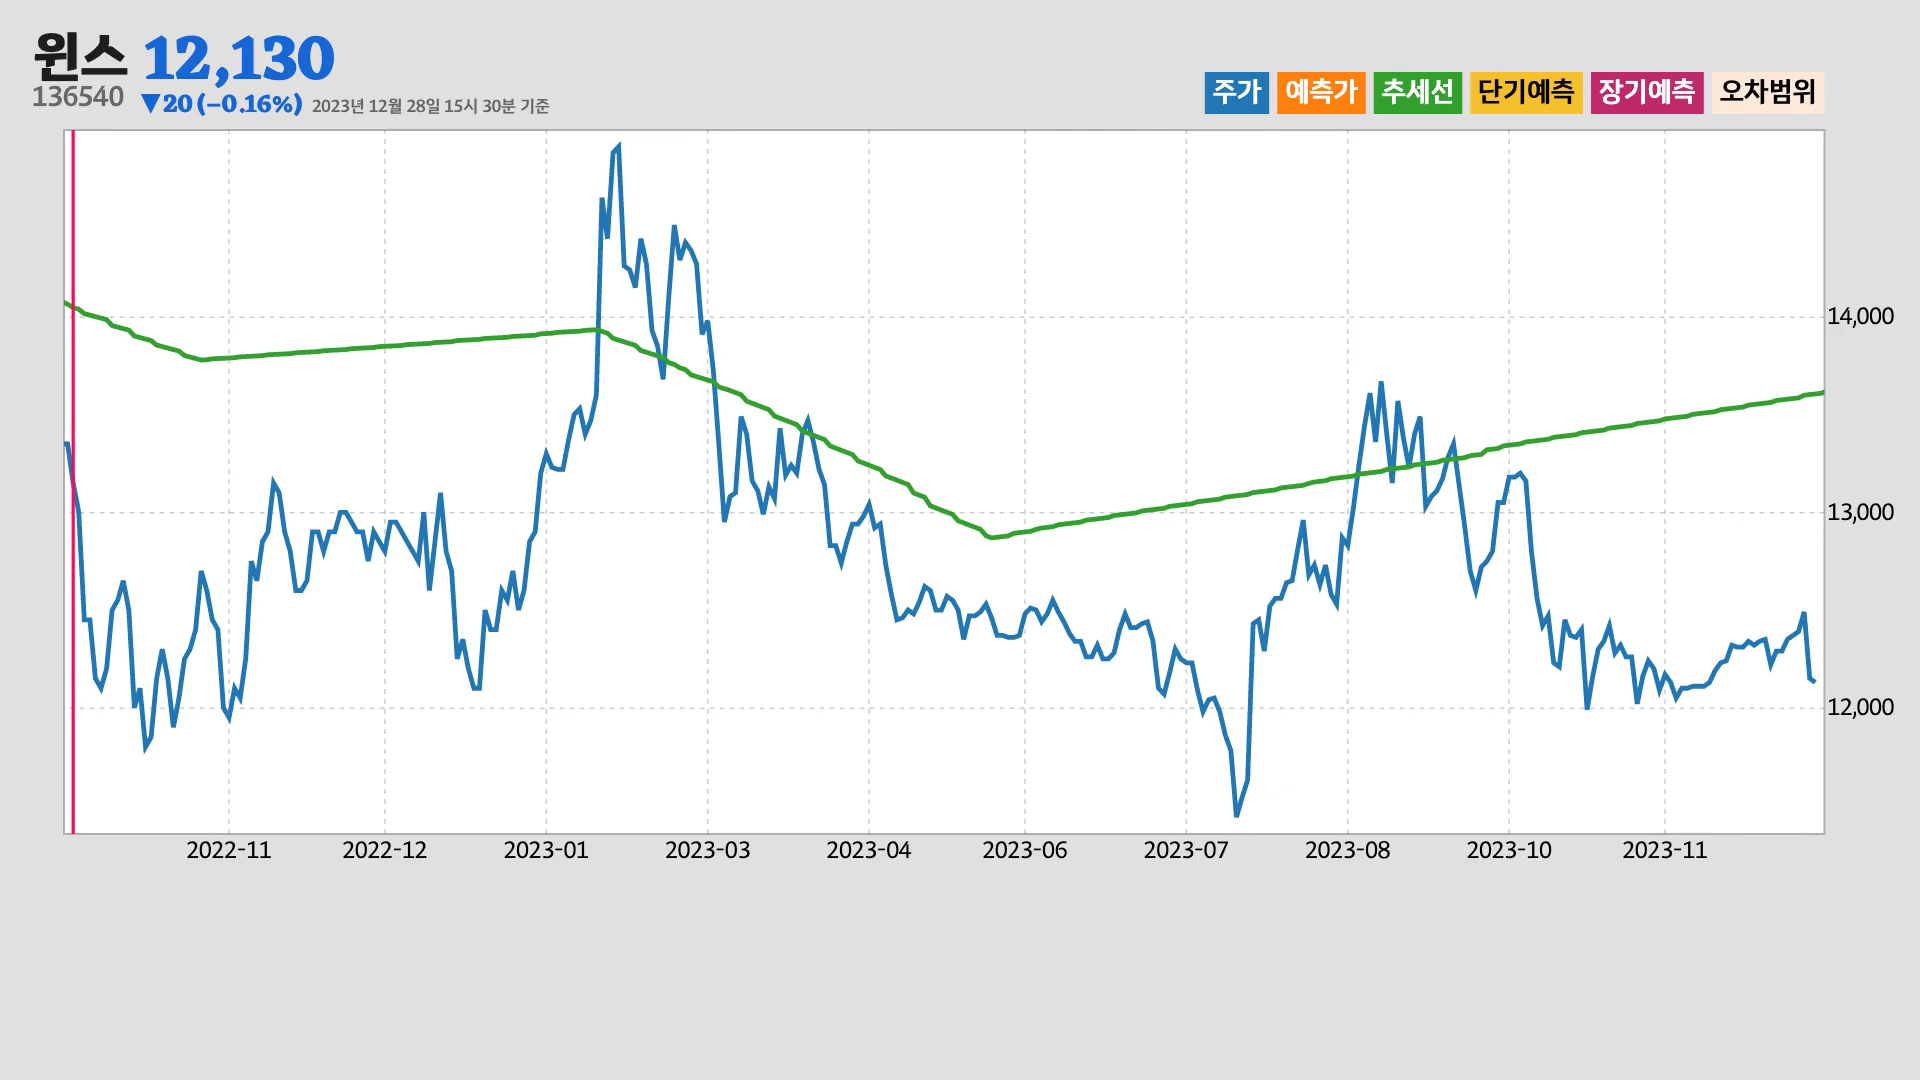 윈스 12,130
136540 ▼20 (−0.16%) 2023년 12월 28일 15시 30분 기준
주가 예측가 추세선 단기예측 장기예측 오차범위
14,000
13,000
12,000
2022-11 2022-12 2023-01 2023-03 2023-04 2023-06 2023-07 2023-08 2023-10 2023-11